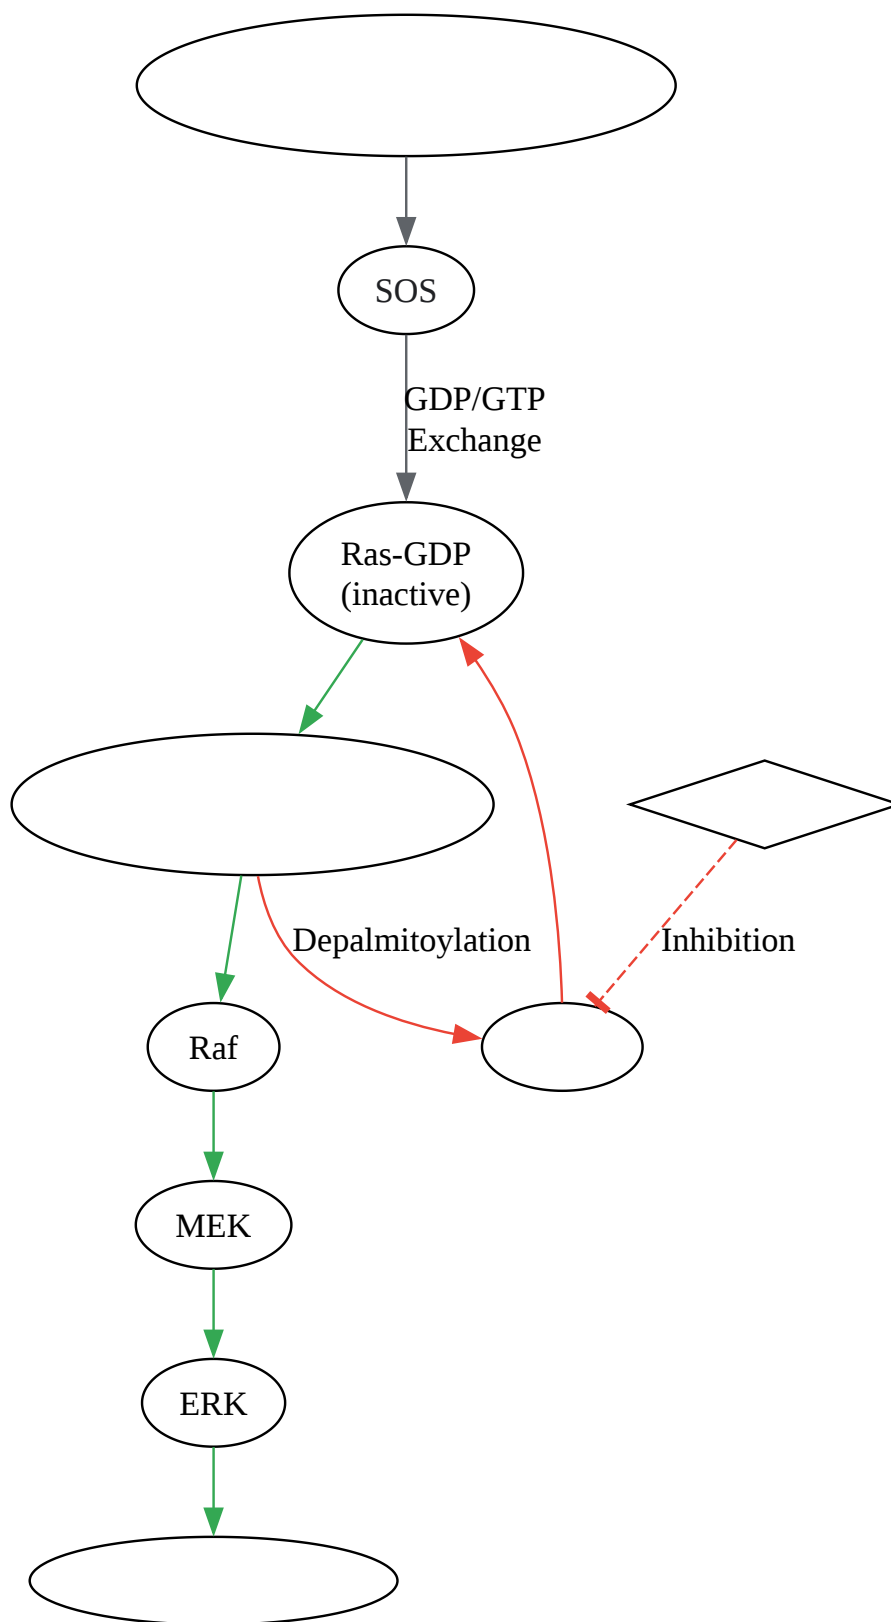 SOS
GDP/GTP
Exchange
Ras-GDP
(inactive)
Depalmitoylation
Inhibition
Raf
MEK
ERK